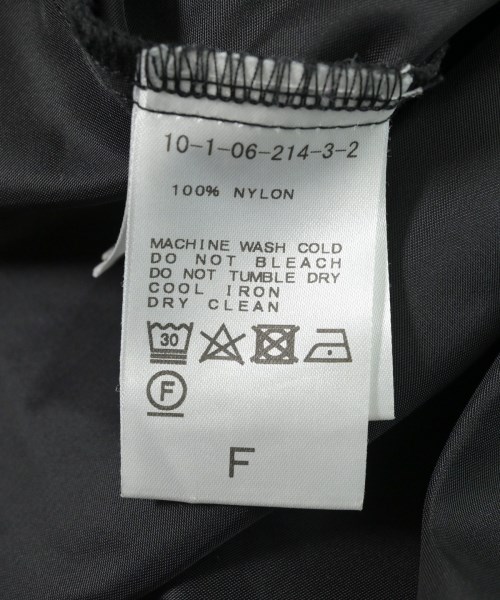 10-1-06-214-3-2
100% NYLON
MACHINE WASH COLD
DO NOT BLEACH
DO NOT TUMBLE DRY
COOL IRON
DRY CLEAN
30
F
F